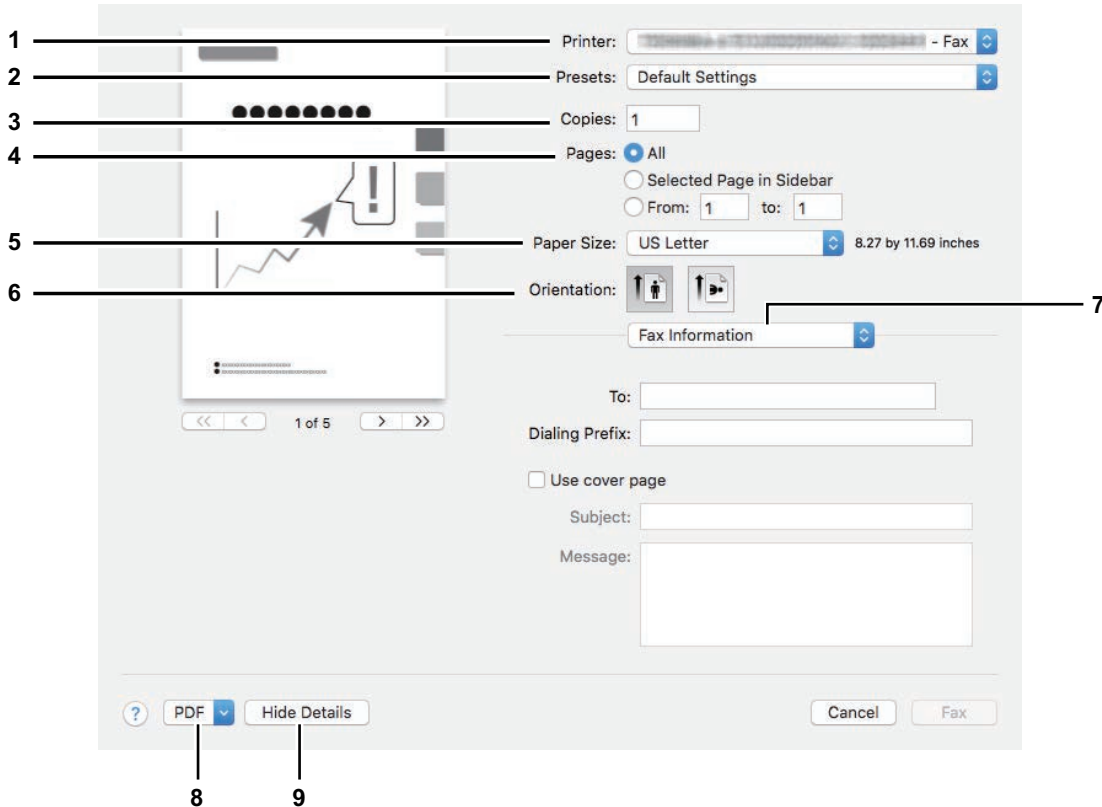 1
Printer:
- Fax
2
Presets: Default Settings
3
Copies: 1
4
Pages: All
Selected Page in Sidebar
From: 1 to: 1
5
Paper Size: US Letter 8.27 by 11.69 inches
6
Orientation:
7
Fax Information
!
To:
1 of 5
Dialing Prefix:
Use cover page
Subject:
Message:
? PDF Hide Details Cancel Fax
8 9